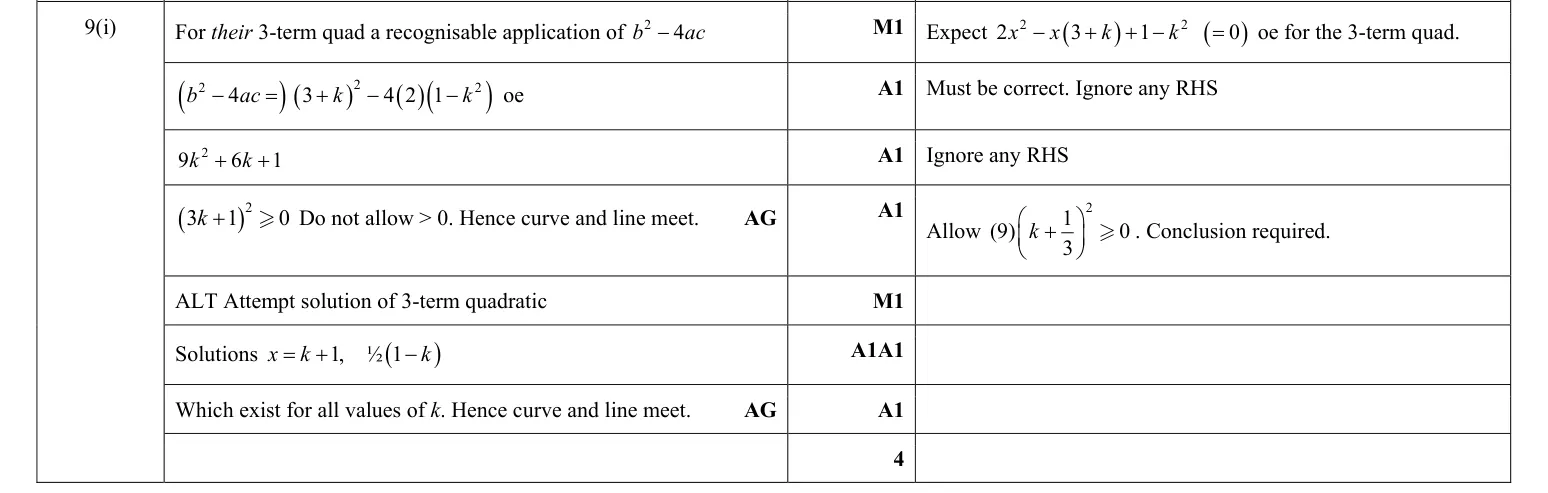 9(i) For their 3-term quad a recognisable application of b² − 4ac M1 Expect 2x² − x(3 + k) + 1 − k² (= 0) oe for the 3-term quad.
(b² − 4ac =) (3 + k)² − 4(2)(1 − k²) oe A1 Must be correct. Ignore any RHS
9k² + 6k + 1 A1 Ignore any RHS
(3k + 1)² ⩾ 0 Do not allow > 0. Hence curve and line meet. AG A1 Allow (9)(k + 1/3)² ⩾ 0 . Conclusion required.
ALT Attempt solution of 3-term quadratic M1
Solutions x = k + 1, ½(1 − k) A1A1
Which exist for all values of k. Hence curve and line meet. AG A1
4